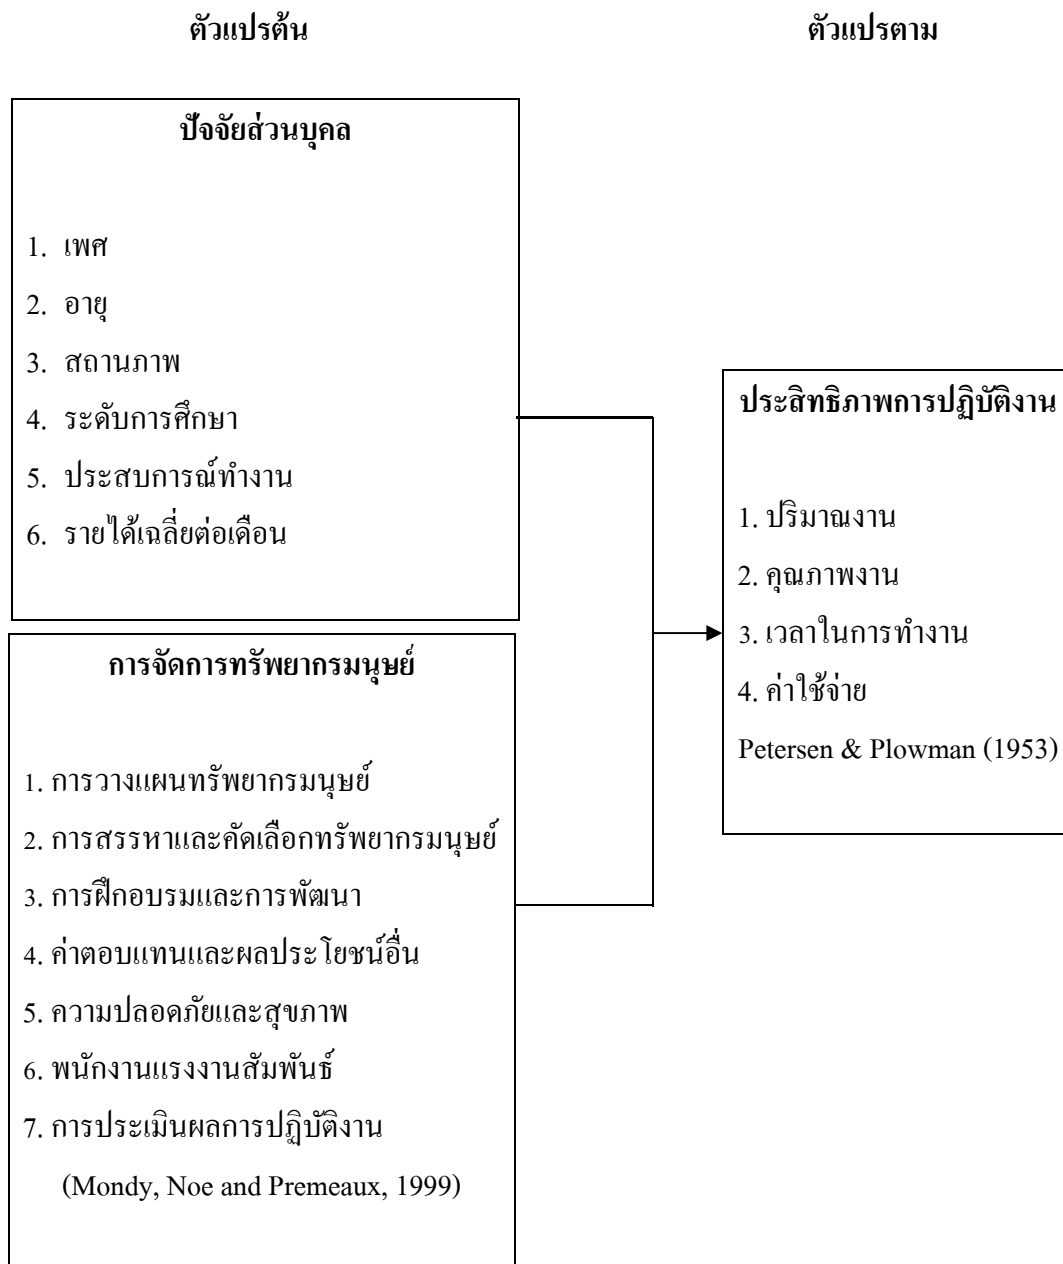 ตัวแปรต้น
ตัวแปรตาม
ปัจจัยส่วนบุคล
1. เพศ
2. อายุ
3. สถานภาพ
4. ระดับการศึกษา
5. ประสบการณ์ทำงาน
6. รายได้เฉลี่ยต่อเดือน
การจัดการทรัพยากรมนุษย์
1. การวางแผนทรัพยากรมนุษย์
2. การสรรหาและคัดเลือกทรัพยากรมนุษย์
3. การฝึกอบรมและการพัฒนา
4. ค่าตอบแทนและผลประโยชน์อื่น
5. ความปลอดภัยและสุขภาพ
6. พนักงานแรงงานสัมพันธ์
7. การประเมินผลการปฏิบัติงาน
(Mondy, Noe and Premeaux, 1999)
ประสิทธิภาพการปฏิบัติงาน
1. ปริมาณงาน
2. คุณภาพงาน
3. เวลาในการทำงาน
4. ค่าใช้จ่าย
Petersen & Plowman (1953)